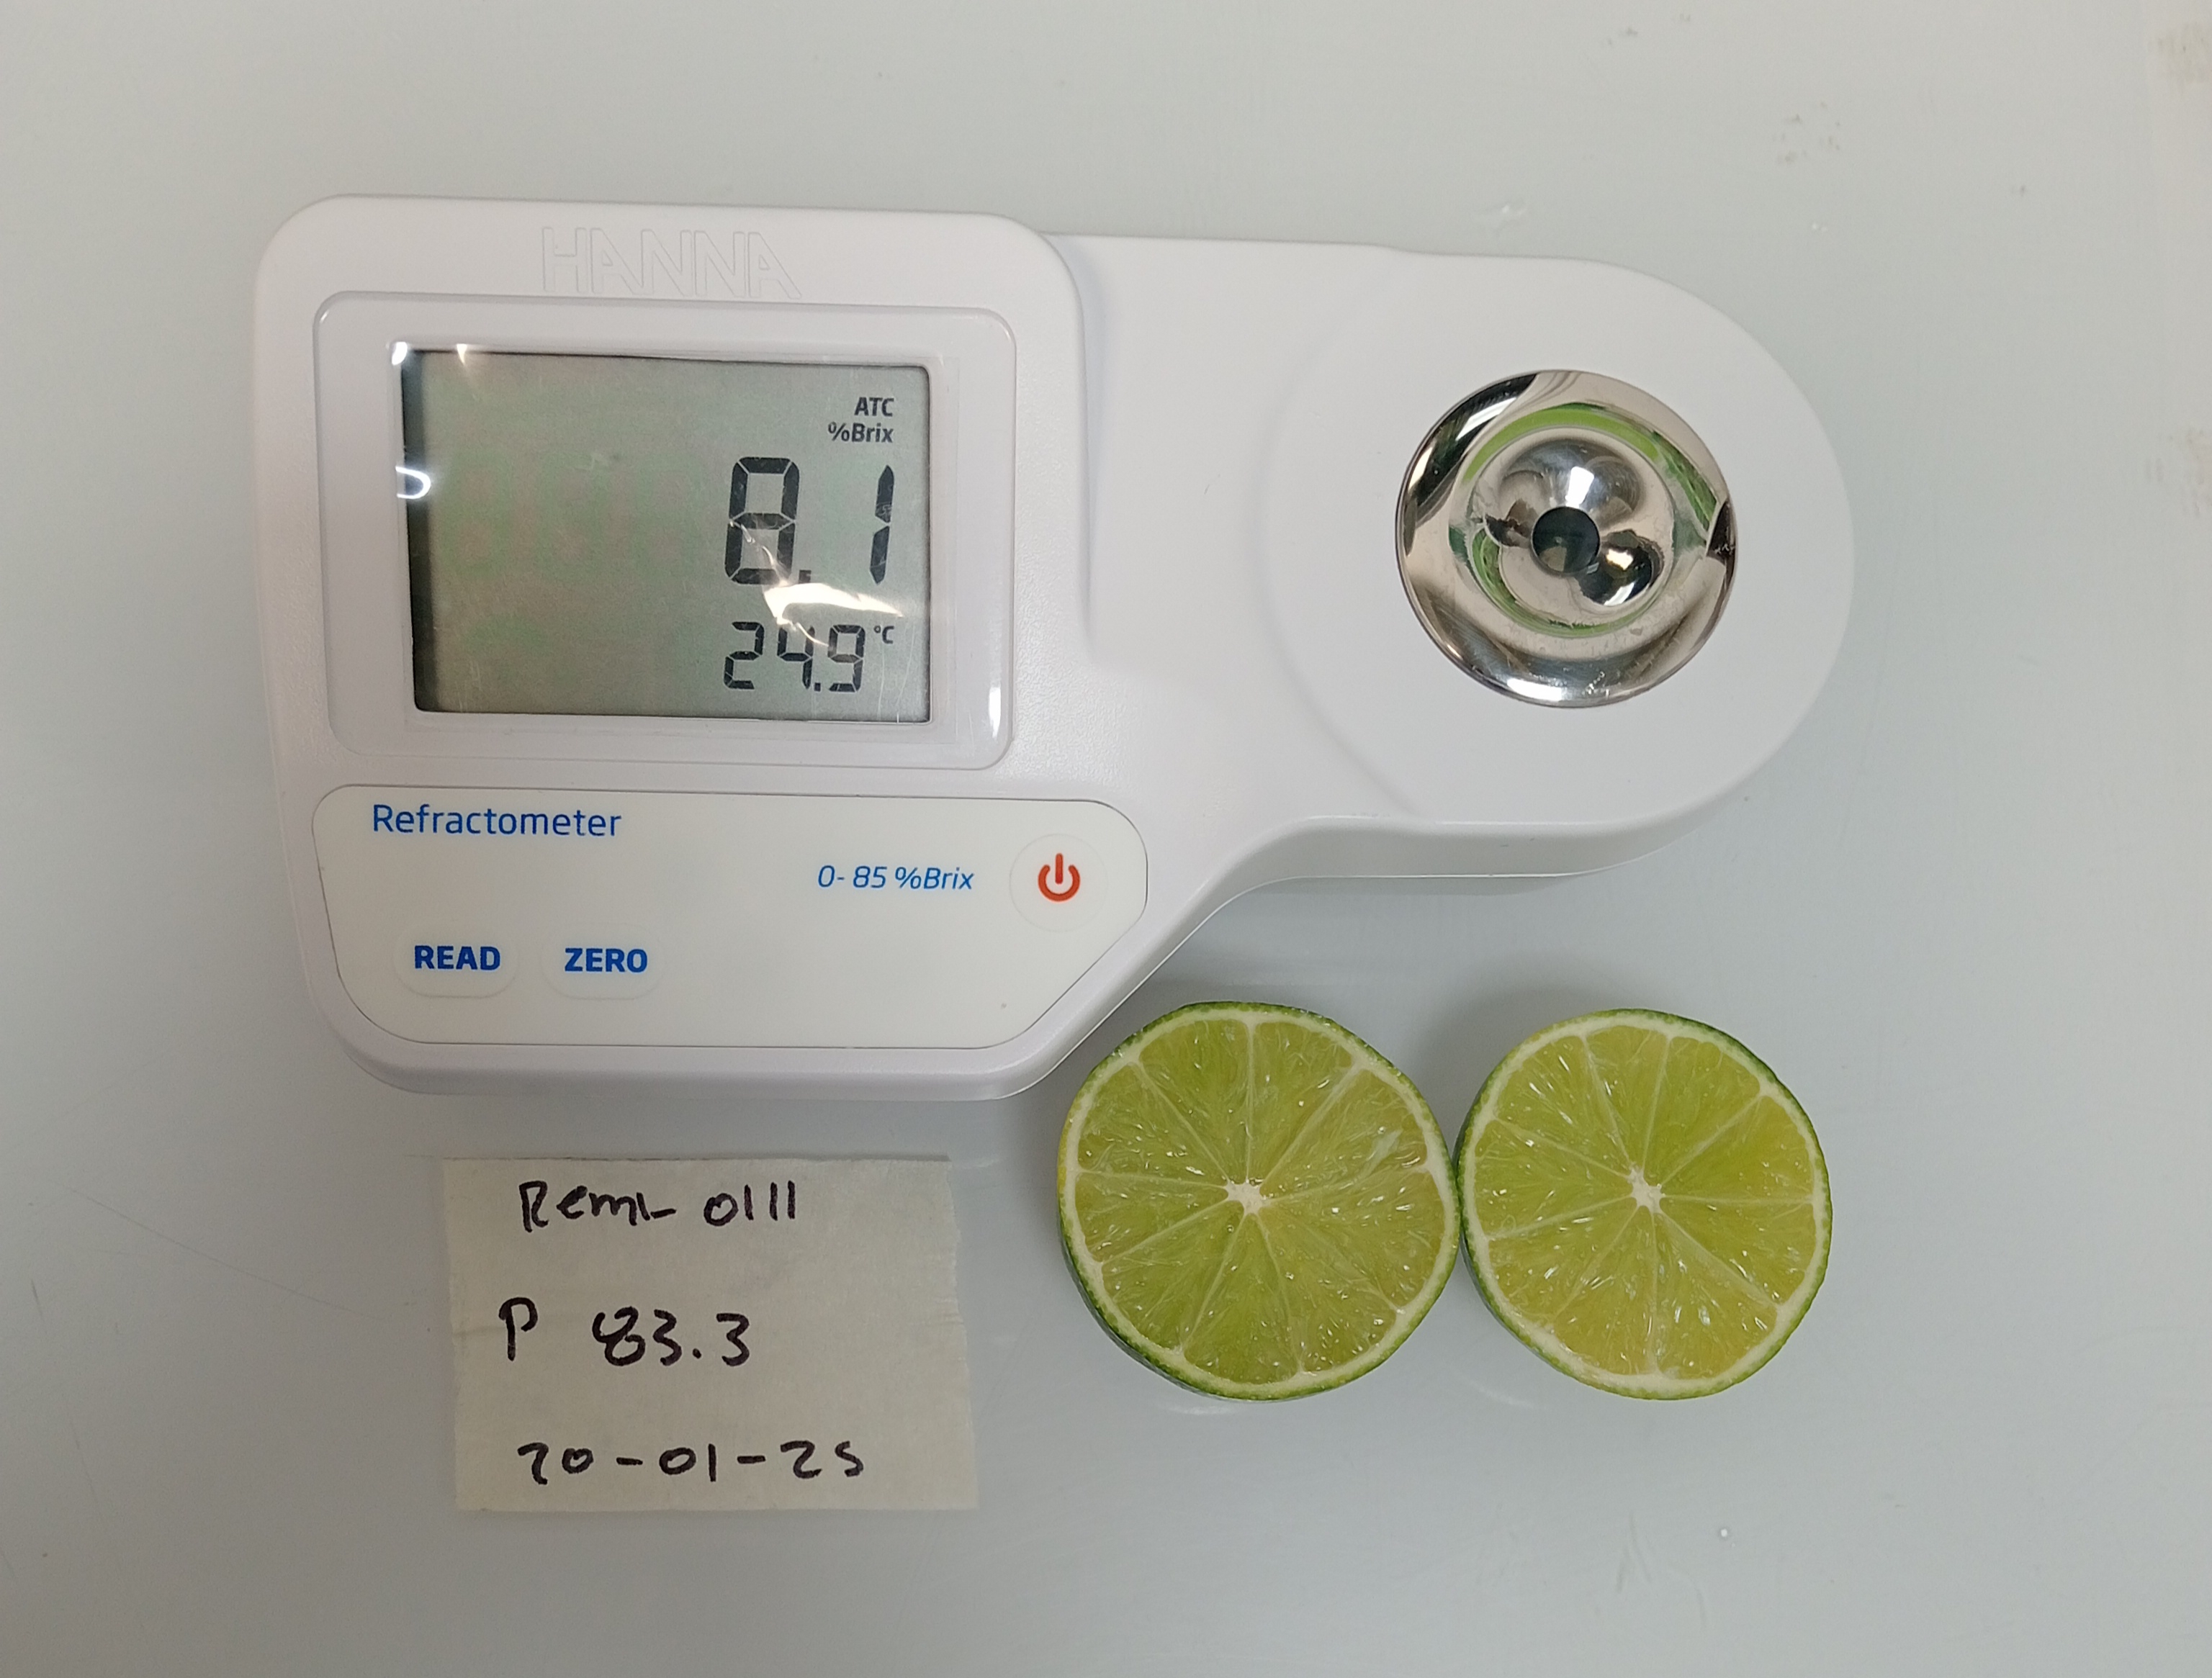 HANNA
ATC
%Brix
8.1
24.9 °C
Refractometer
0-85 %Brix
READ
ZERO
RemL 0111
P 83.3
20-01-25